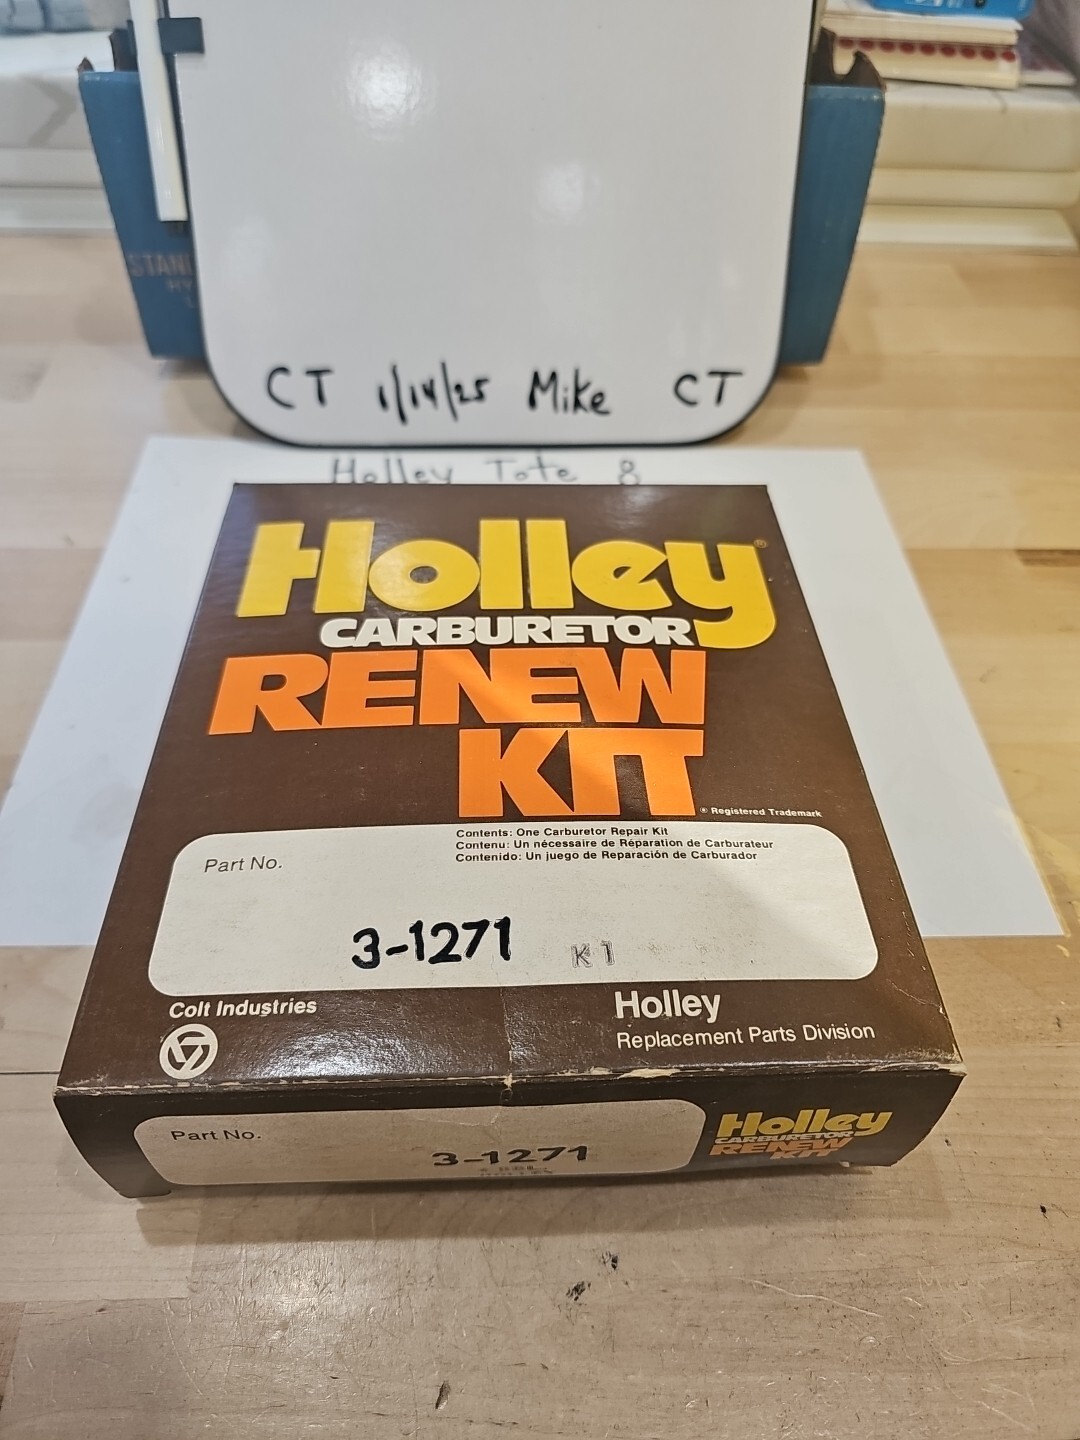 STAN
CT 1/14/25 Mike CT
Holley Tote 8
Holley®
CARBURETOR
RENEW
KIT
® Registered Trademark
Contents: One Carburetor Repair Kit
Contenu: Un nécessaire de Réparation de Carburateur
Contenido: Un juego de Reparación de Carburador
Part No.
3-1271 K1
Colt Industries
Holley
Replacement Parts Division
Part No.
3-1271
Holley
CARBURETOR
RENEW
KIT